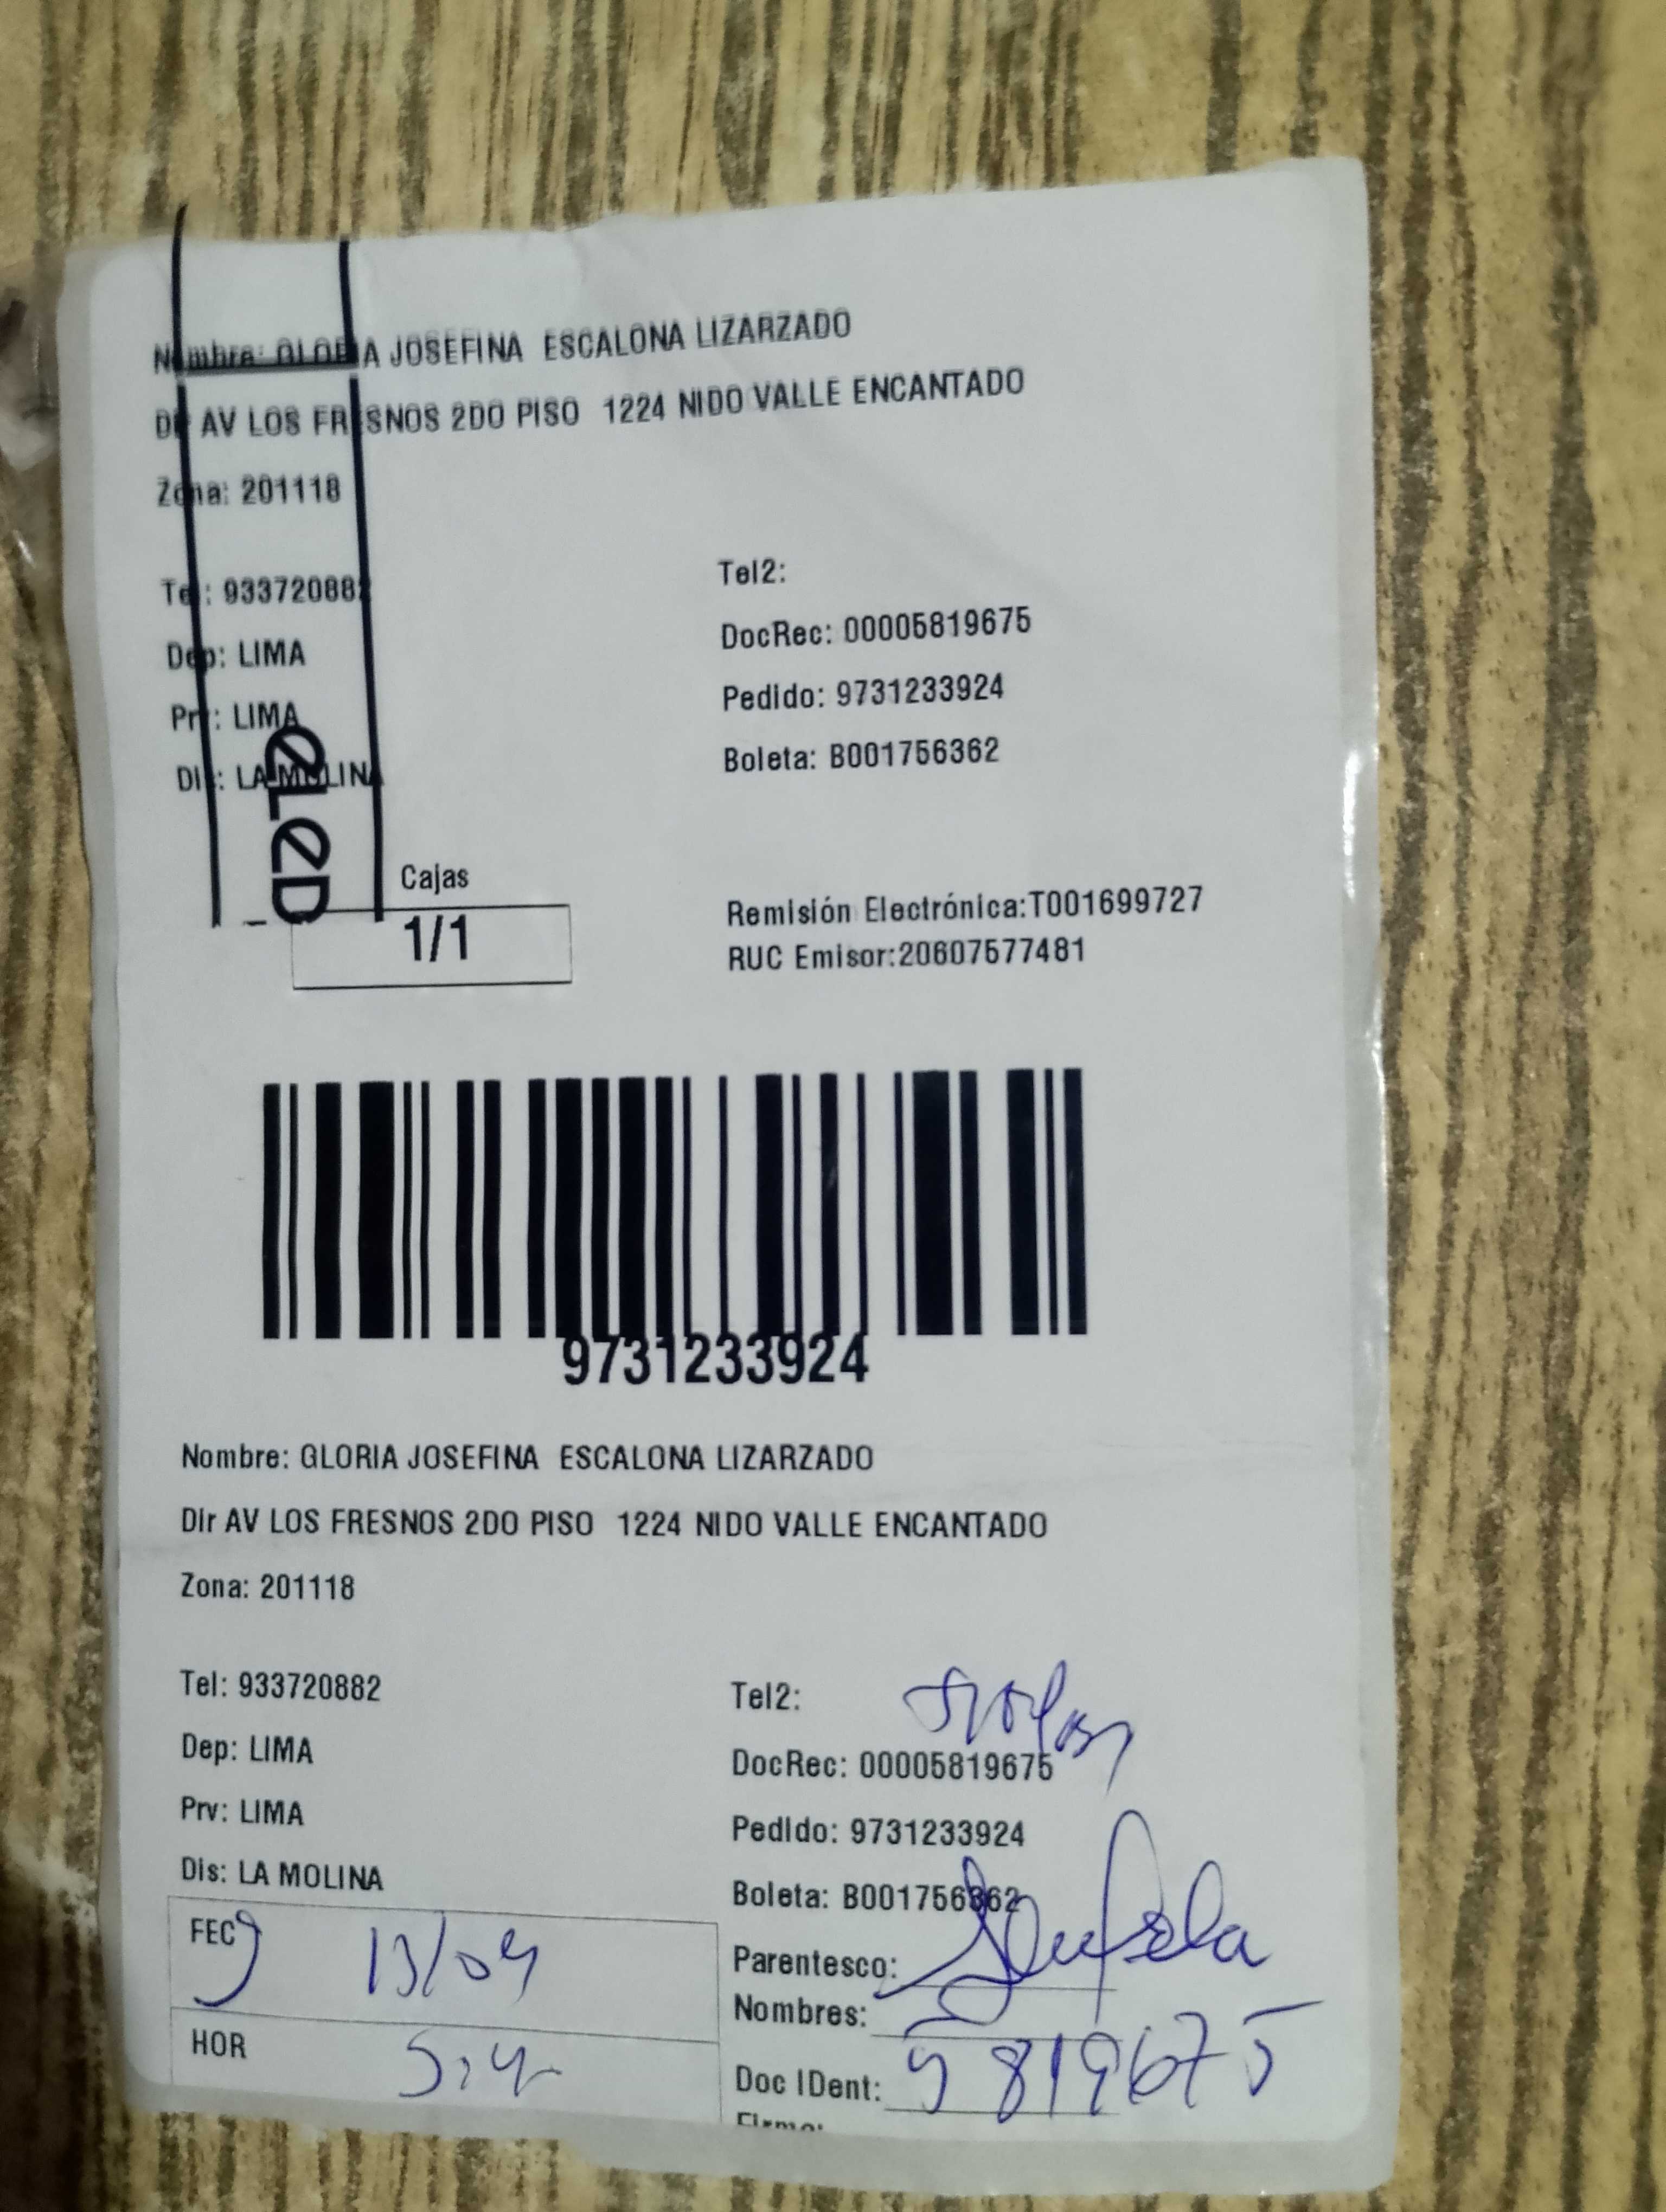 Nombre: GLORIA JOSEFINA ESCALONA LIZARZADO
Dir AV LOS FRESNOS 2DO PISO 1224 NIDO VALLE ENCANTADO
Zona: 201118
Tel: 933720882
Dep: LIMA
Prv: LIMA
Dis: LA MOLINA
Tel2:
DocRec: 00005819675
Pedido: 9731233924
Boleta: B001756362
Cajas
1/1
Remisión Electrónica:T001699727
RUC Emisor:20607577481
9731233924
Nombre: GLORIA JOSEFINA ESCALONA LIZARZADO
Dir AV LOS FRESNOS 2DO PISO 1224 NIDO VALLE ENCANTADO
Zona: 201118
Tel: 933720882
Dep: LIMA
Prv: LIMA
Dis: LA MOLINA
Tel2:
DocRec: 00005819675
Pedido: 9731233924
Boleta: B001756362
FEC 13/04
HOR
Parentesco:
Nombres:
Doc IDent: 5819675
Firma: